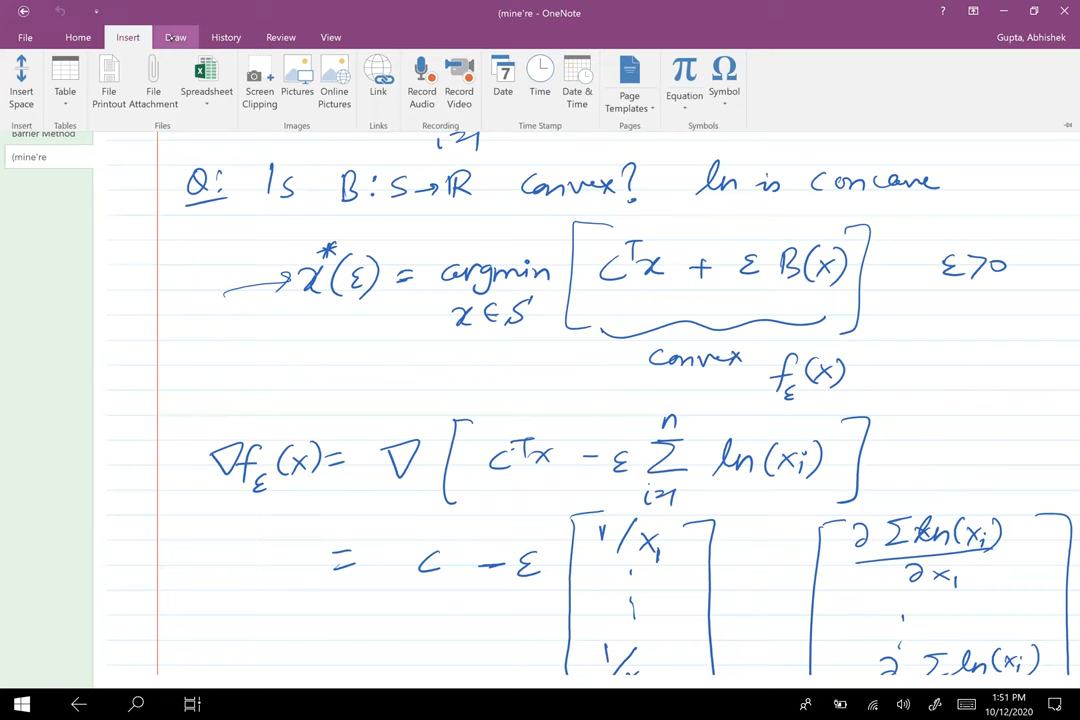 (mine're - OneNote
?
File Home Insert Draw History Review View
Gupta, Abhishek
Insert Space Table File Printout File Attachment Spreadsheet Screen Clipping Pictures Online Pictures Link Record Audio Record Video Date Time Date & Time Page Templates Equation Symbol
Insert Tables Files Images Links Recording Time Stamp Pages Symbols
Barrier Method
(mine're
i=1
Q: Is B: S→ℝ convex? ln is concave
→ x*(ε) = argmin [ cᵀx + ε B(x) ] ε>0
x∈S
convex f_ε(x)
∇f_ε(x) = ∇ [ cᵀx - ε Σ ln(xᵢ) ]
n
i=1
= c - ε [ 1/x₁ [ ∂ Σ ln(xᵢ)
∂x₁
∂ Σ ln(xᵢ)
1:51 PM
10/12/2020